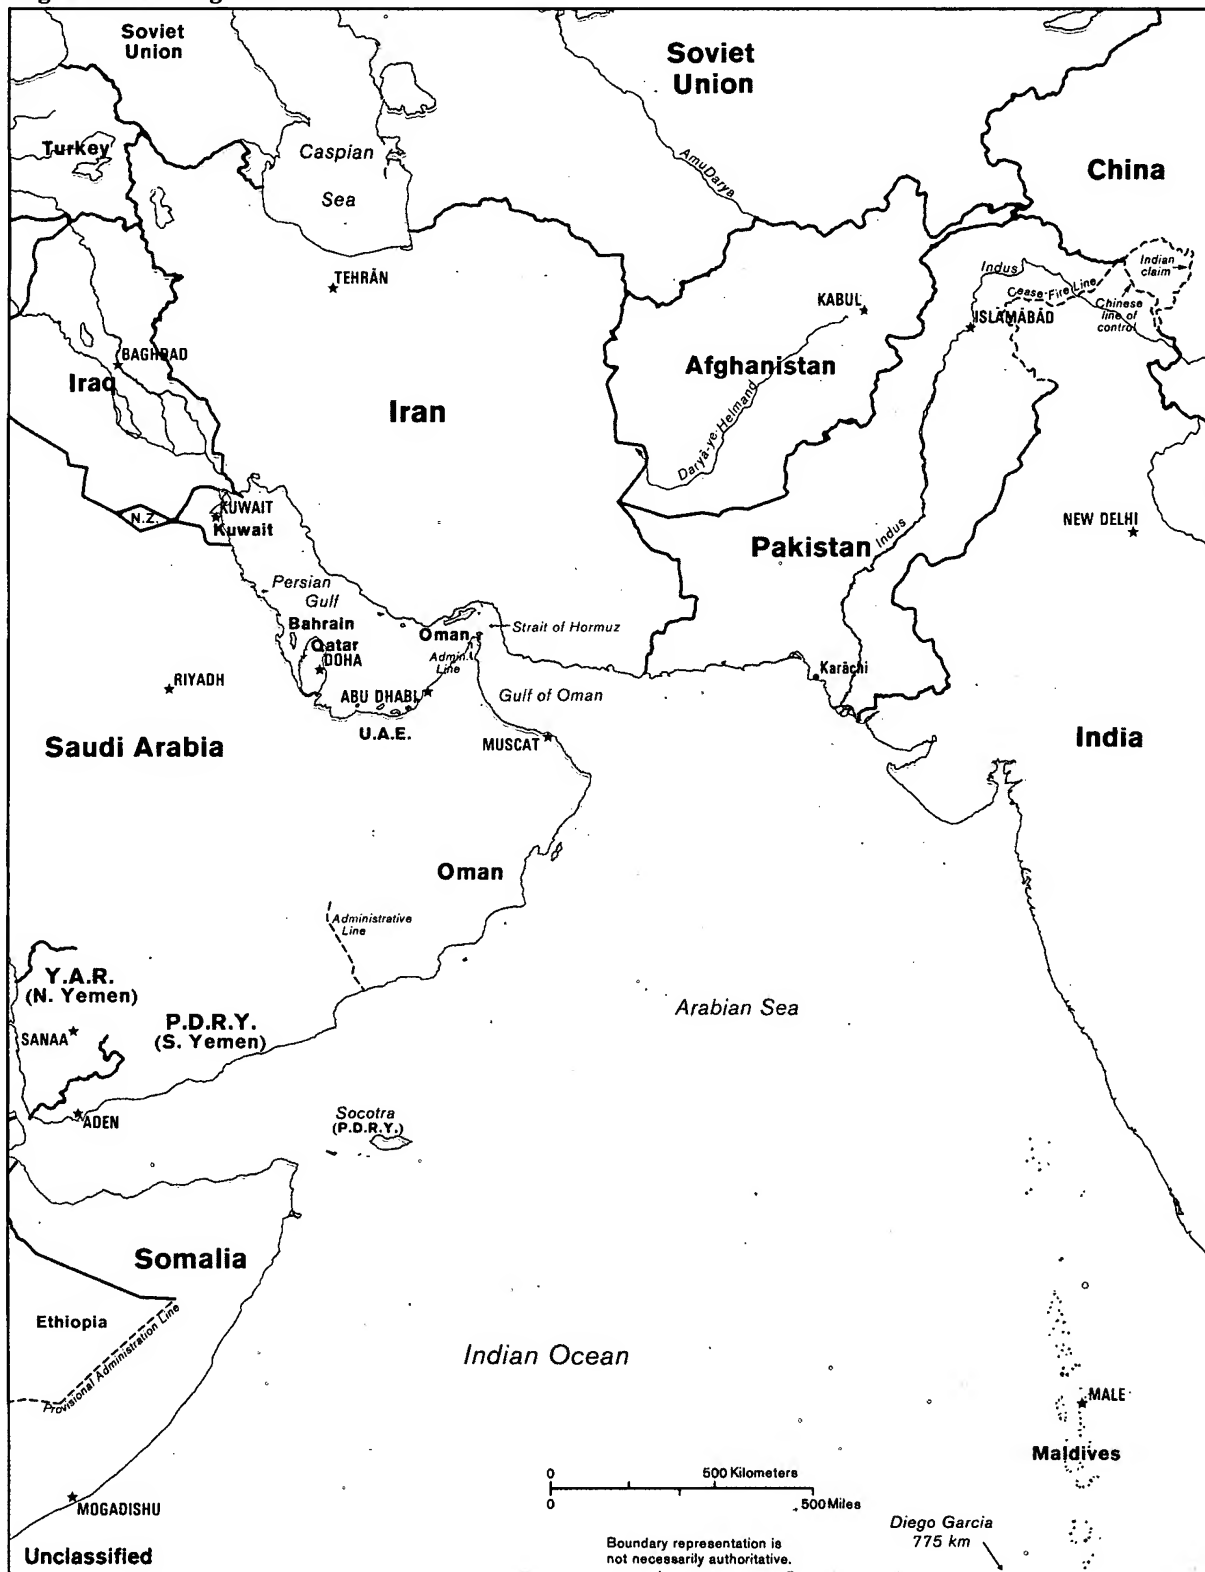 Soviet
Union
Soviet
Union
Turkey
Caspian
Sea
Amu Darya
China
Indian
claim
Indus
Cease-Fire Line
Chinese
line of
control
TEHRĀN
KABUL
ISLĀMĀBĀD
BAGHDAD
Iraq
Iran
Afghanistan
Daryā-ye Helmand
N.Z.
KUWAIT
Kuwait
Pakistan
Indus
NEW DELHI
Persian
Gulf
Bahrain
Qatar
DOHA
Oman
Strait of Hormuz
Admin.
Line
Karāchi
RIYADH
ABU DHABI
Gulf of Oman
U.A.E.
MUSCAT
Saudi Arabia
India
Oman
Administrative
Line
Y.A.R.
(N. Yemen)
SANAA
P.D.R.Y.
(S. Yemen)
Arabian Sea
ADEN
Socotra
(P.D.R.Y.)
Somalia
Ethiopia
Provisional Administration Line
Indian Ocean
MALE
Maldives
0 500 Kilometers
0 500 Miles
MOGADISHU
Diego Garcia
775 km
Boundary representation is
not necessarily authoritative.
Unclassified